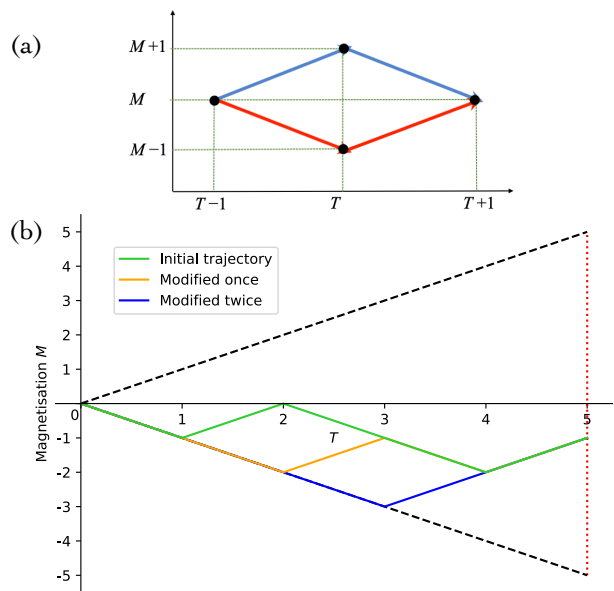 (a)
M+1
M
M−1
T−1 T T+1
(b)
Initial trajectory
Modified once
Modified twice
Magnetisation M
5
4
3
2
1
0
-1
-2
-3
-4
-5
1 2 3 4 5
T